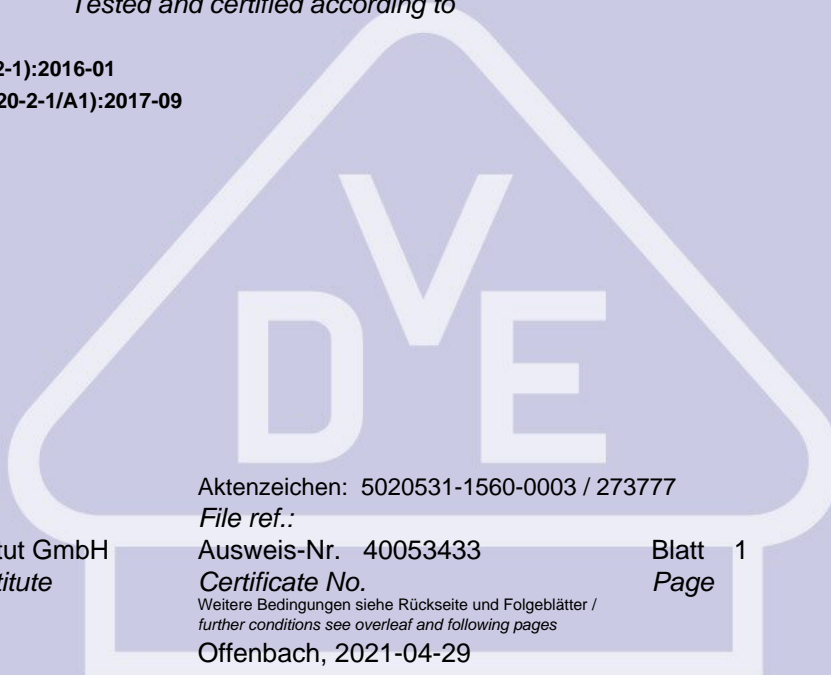 Tested and certified according to
2-1):2016-01
20-2-1/A1):2017-09
VDE
Aktenzeichen: 5020531-1560-0003 / 273777
File ref.:
tut GmbH Ausweis-Nr. 40053433 Blatt 1
titute Certificate No. Page
Weitere Bedingungen siehe Rückseite und Folgeblätter /
further conditions see overleaf and following pages
Offenbach, 2021-04-29